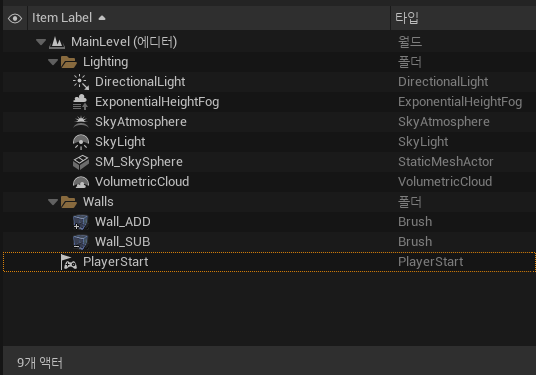 Item Label 타입
MainLevel (에디터) 월드
Lighting 폴더
DirectionalLight DirectionalLight
ExponentialHeightFog ExponentialHeightFog
SkyAtmosphere SkyAtmosphere
SkyLight SkyLight
SM_SkySphere StaticMeshActor
VolumetricCloud VolumetricCloud
Walls 폴더
Wall_ADD Brush
Wall_SUB Brush
PlayerStart PlayerStart
9개 액터